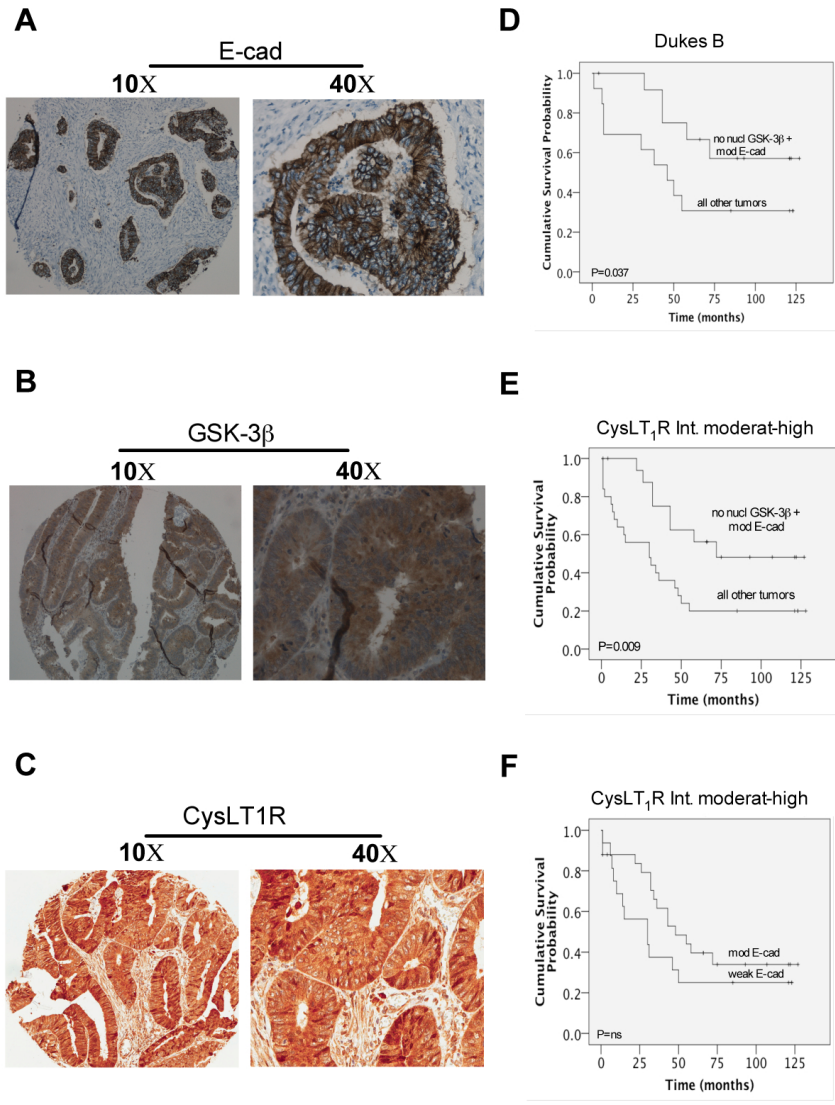 A
E-cad
10X
40X
B
GSK-3β
10X
40X
C
CysLT1R
10X
40X
D
Dukes B
Cumulative Survival Probability
1.0
0.8
0.6
0.4
0.2
0.0
no nucl GSK-3β +
mod E-cad
all other tumors
P=0.037
0 25 50 75 100 125
Time (months)
E
CysLT1R Int. moderat-high
Cumulative Survival
Probability
1.0
0.8
0.6
0.4
0.2
0.0
no nucl GSK-3β +
mod E-cad
all other tumors
P=0.009
0 25 50 75 100 125
Time (months)
F
CysLT1R Int. moderat-high
Cumulative Survival
Probability
1.0
0.8
0.6
0.4
0.2
0.0
mod E-cad
weak E-cad
P=ns
0 25 50 75 100 125
Time (months)